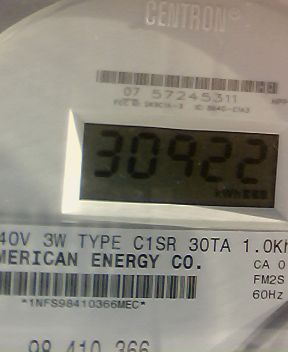 CENTRON®
07 57245311
30922
kWh
40V 3W TYPE C1SR 30TA 1.0Kh
MERICAN ENERGY CO.
CA 0
FM2S
60Hz
*1NFS98410366MEC*
98 410 366